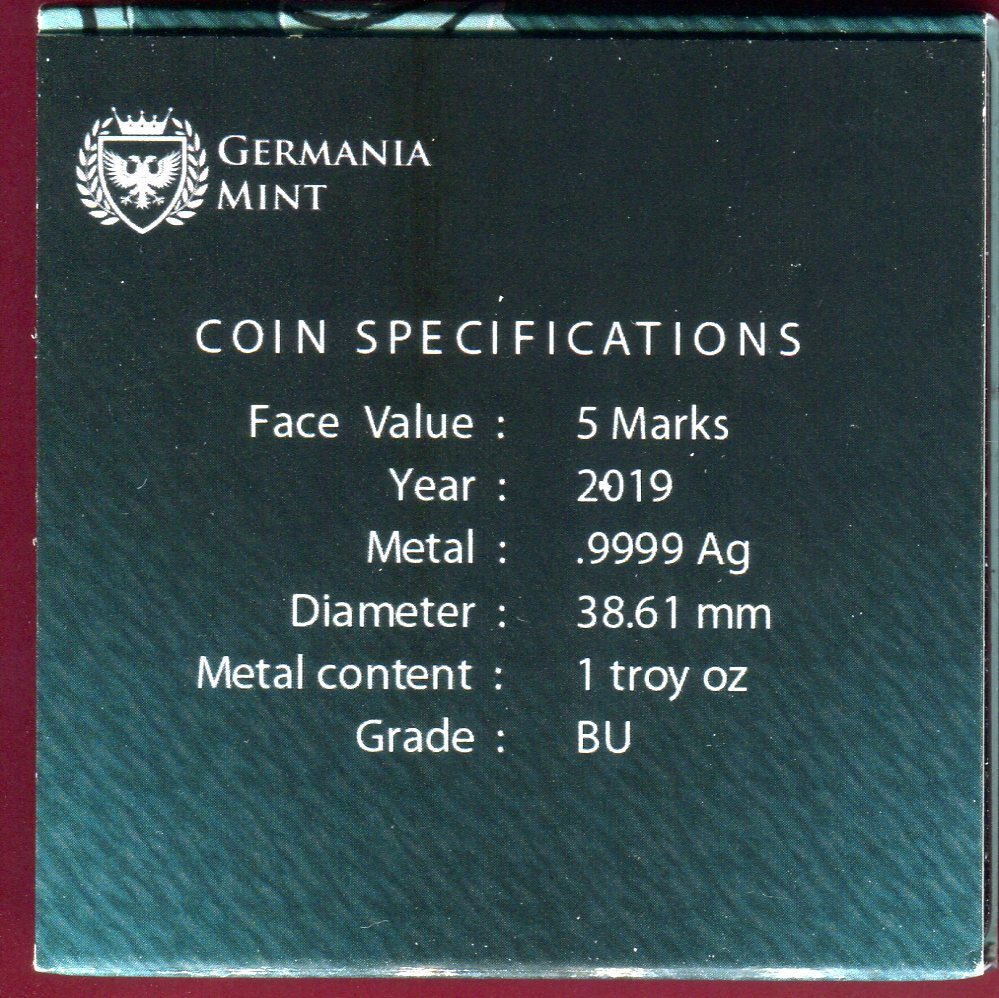 GERMANIA
MINT
COIN SPECIFICATIONS
Face Value : 5 Marks
Year : 2019
Metal : .9999 Ag
Diameter : 38.61 mm
Metal content : 1 troy oz
Grade : BU